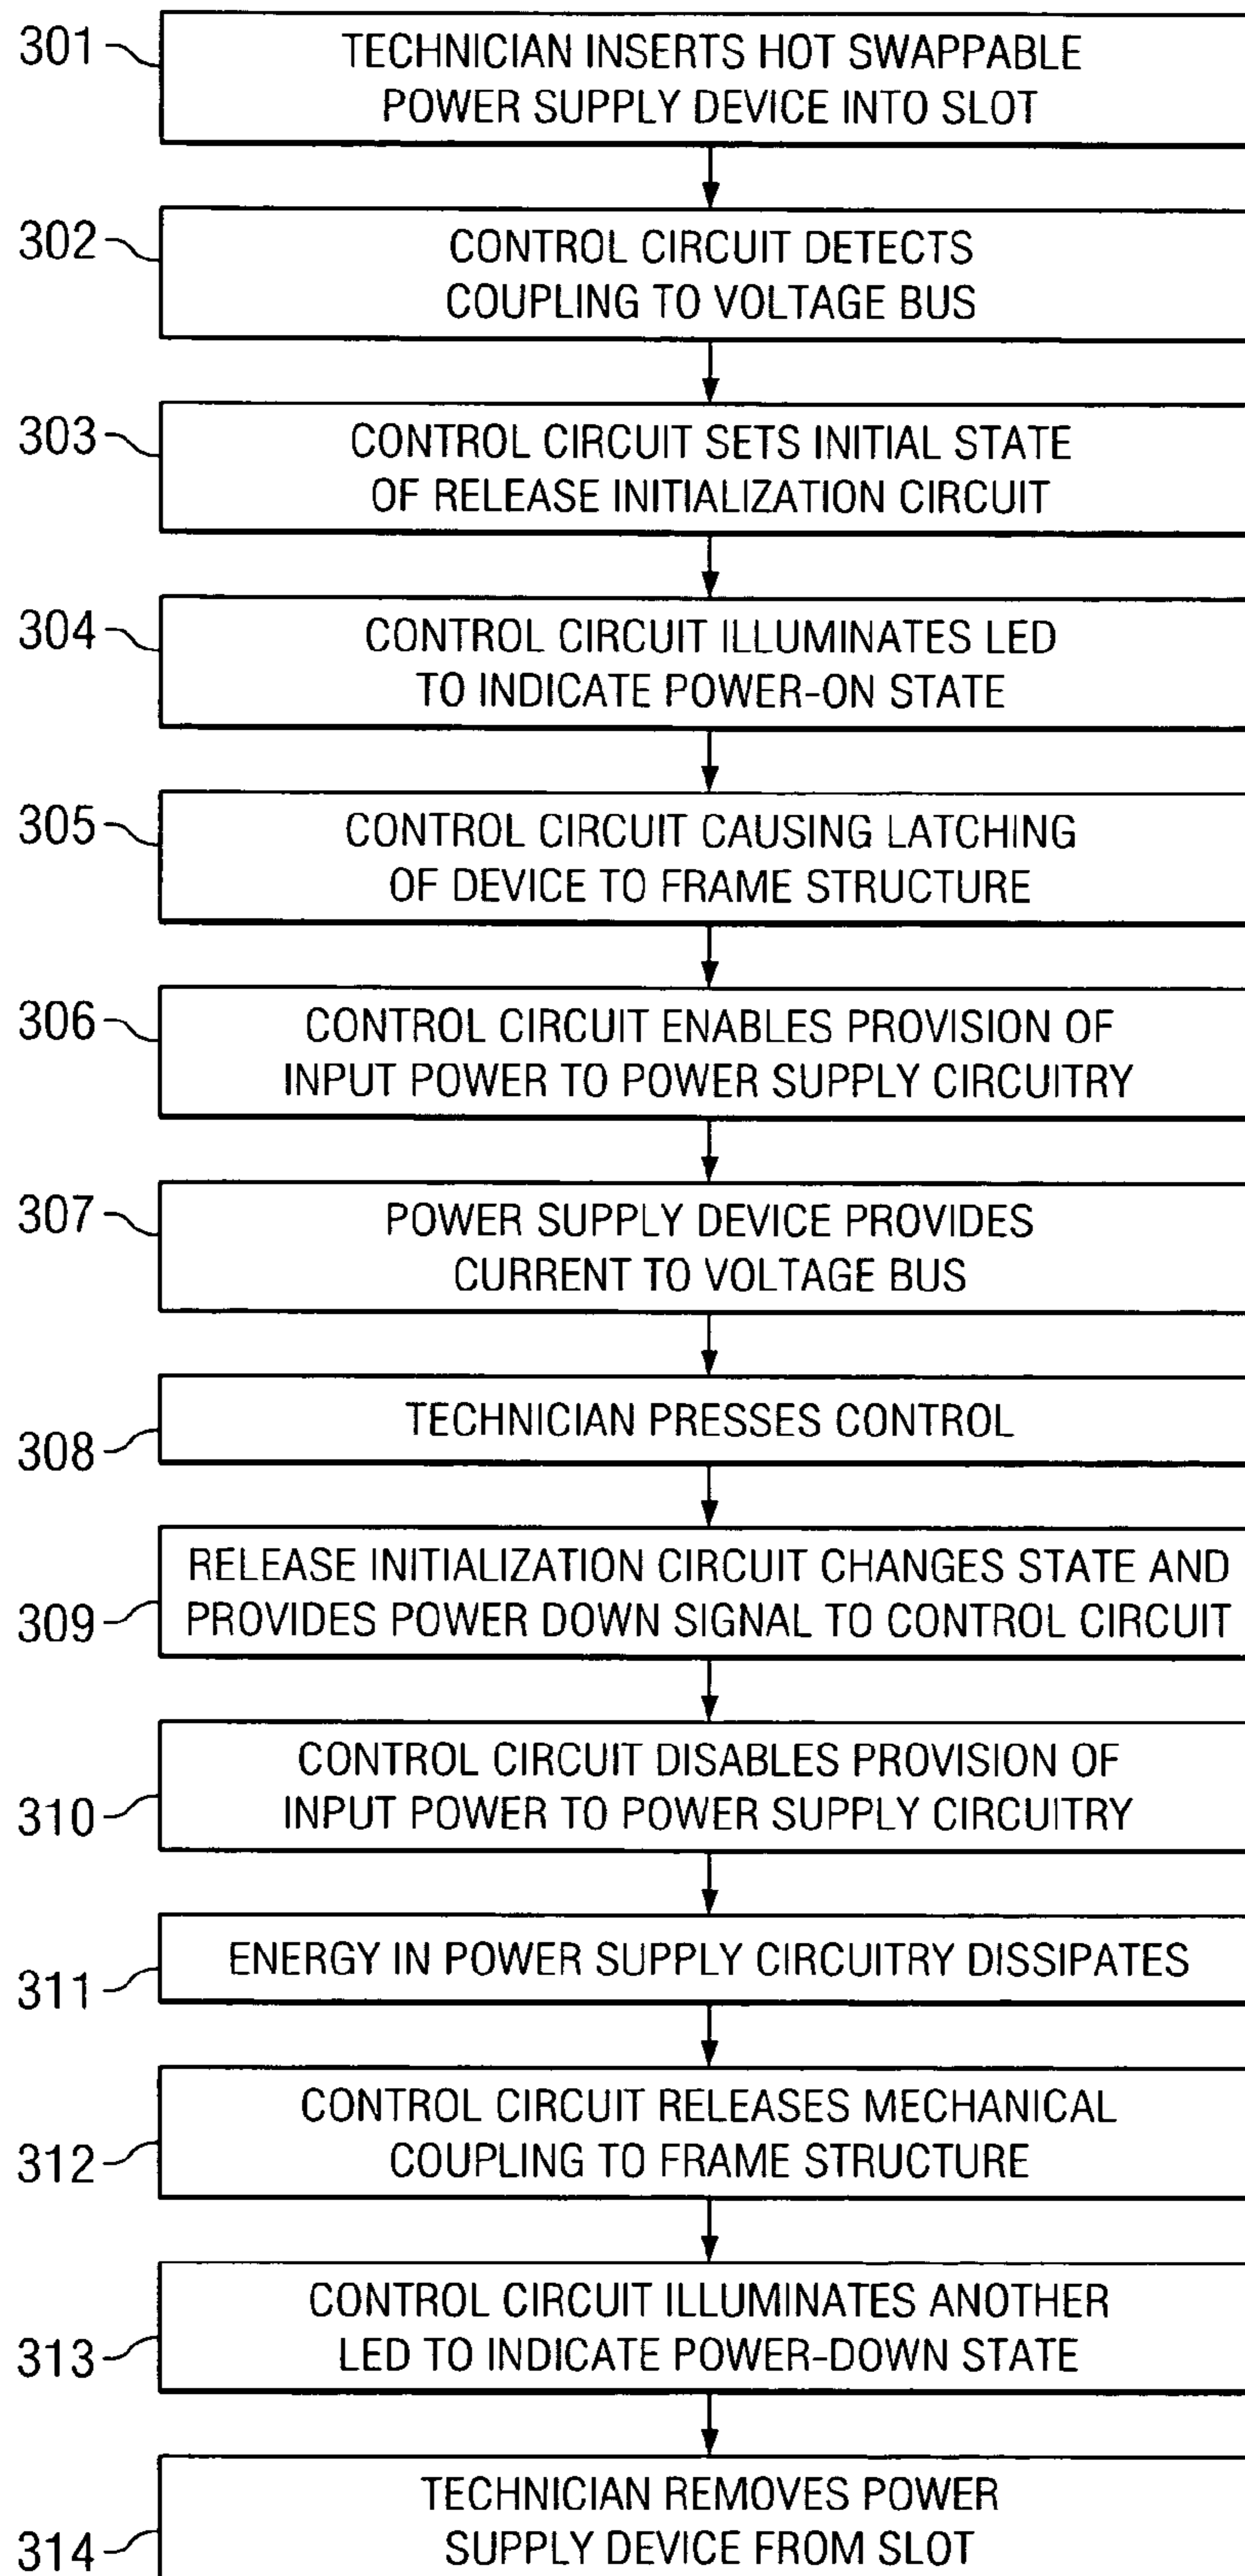 301
TECHNICIAN INSERTS HOT SWAPPABLE
POWER SUPPLY DEVICE INTO SLOT
302
CONTROL CIRCUIT DETECTS
COUPLING TO VOLTAGE BUS
303
CONTROL CIRCUIT SETS INITIAL STATE
OF RELEASE INITIALIZATION CIRCUIT
304
CONTROL CIRCUIT ILLUMINATES LED
TO INDICATE POWER-ON STATE
305
CONTROL CIRCUIT CAUSING LATCHING
OF DEVICE TO FRAME STRUCTURE
306
CONTROL CIRCUIT ENABLES PROVISION OF
INPUT POWER TO POWER SUPPLY CIRCUITRY
307
POWER SUPPLY DEVICE PROVIDES
CURRENT TO VOLTAGE BUS
308
TECHNICIAN PRESSES CONTROL
309
RELEASE INITIALIZATION CIRCUIT CHANGES STATE AND
PROVIDES POWER DOWN SIGNAL TO CONTROL CIRCUIT
310
CONTROL CIRCUIT DISABLES PROVISION OF
INPUT POWER TO POWER SUPPLY CIRCUITRY
311
ENERGY IN POWER SUPPLY CIRCUITRY DISSIPATES
312
CONTROL CIRCUIT RELEASES MECHANICAL
COUPLING TO FRAME STRUCTURE
313
CONTROL CIRCUIT ILLUMINATES ANOTHER
LED TO INDICATE POWER-DOWN STATE
314
TECHNICIAN REMOVES POWER
SUPPLY DEVICE FROM SLOT